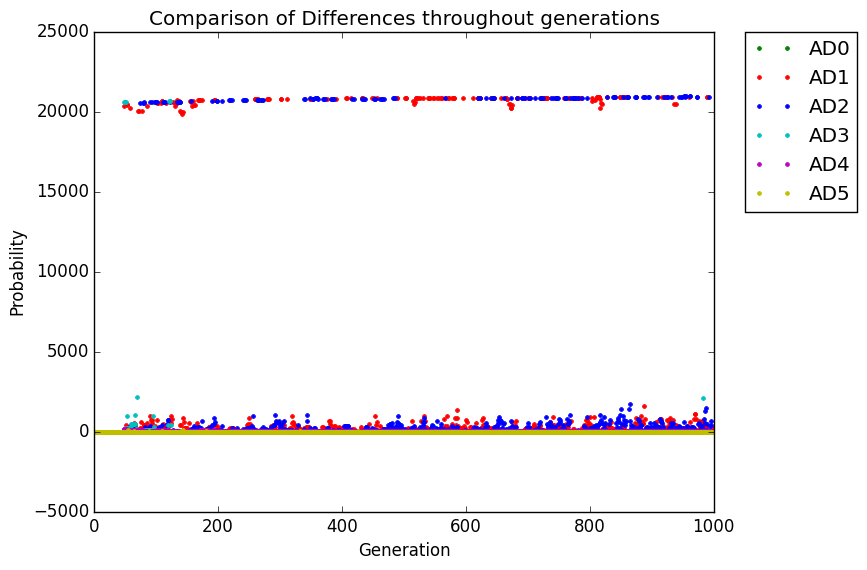 Comparison of Differences throughout generations
25000
20000
15000
10000
5000
0
−5000
Probability
0 200 400 600 800 1000
Generation
AD0
AD1
AD2
AD3
AD4
AD5